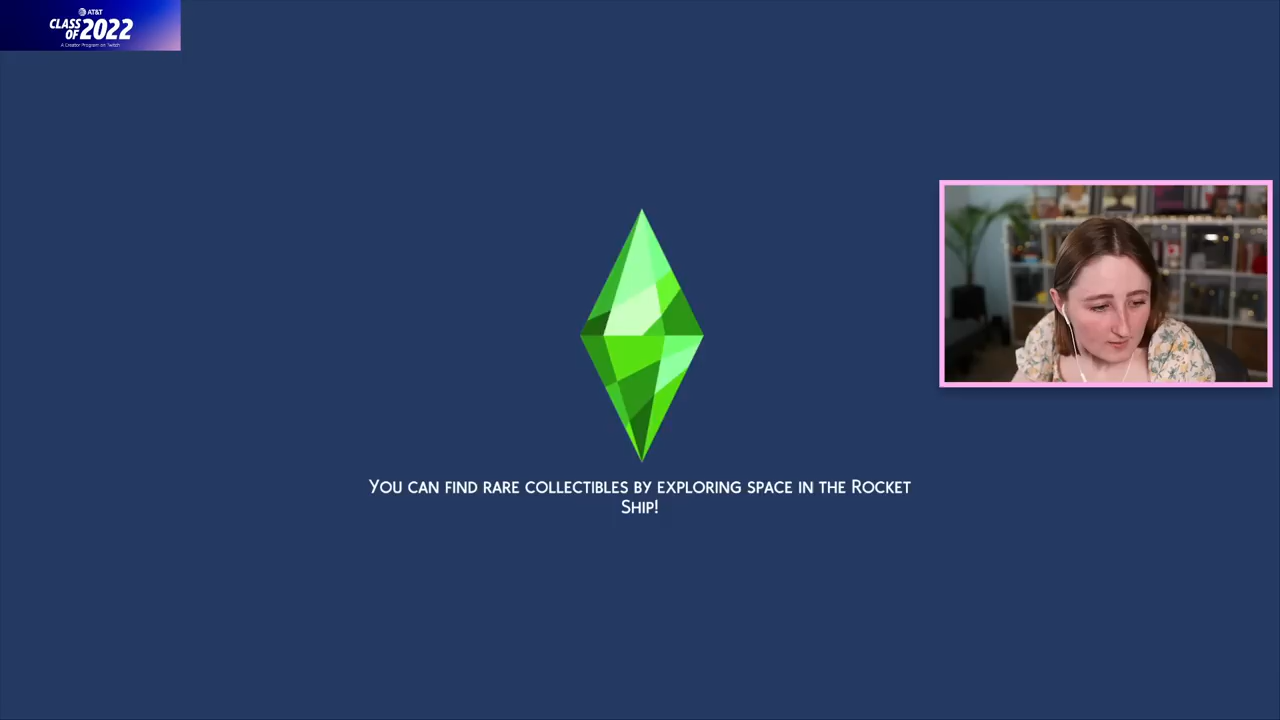 AT&T
CLASS
OF 2022
A Creator Program on Twitch
You can find rare collectibles by exploring space in the Rocket
Ship!